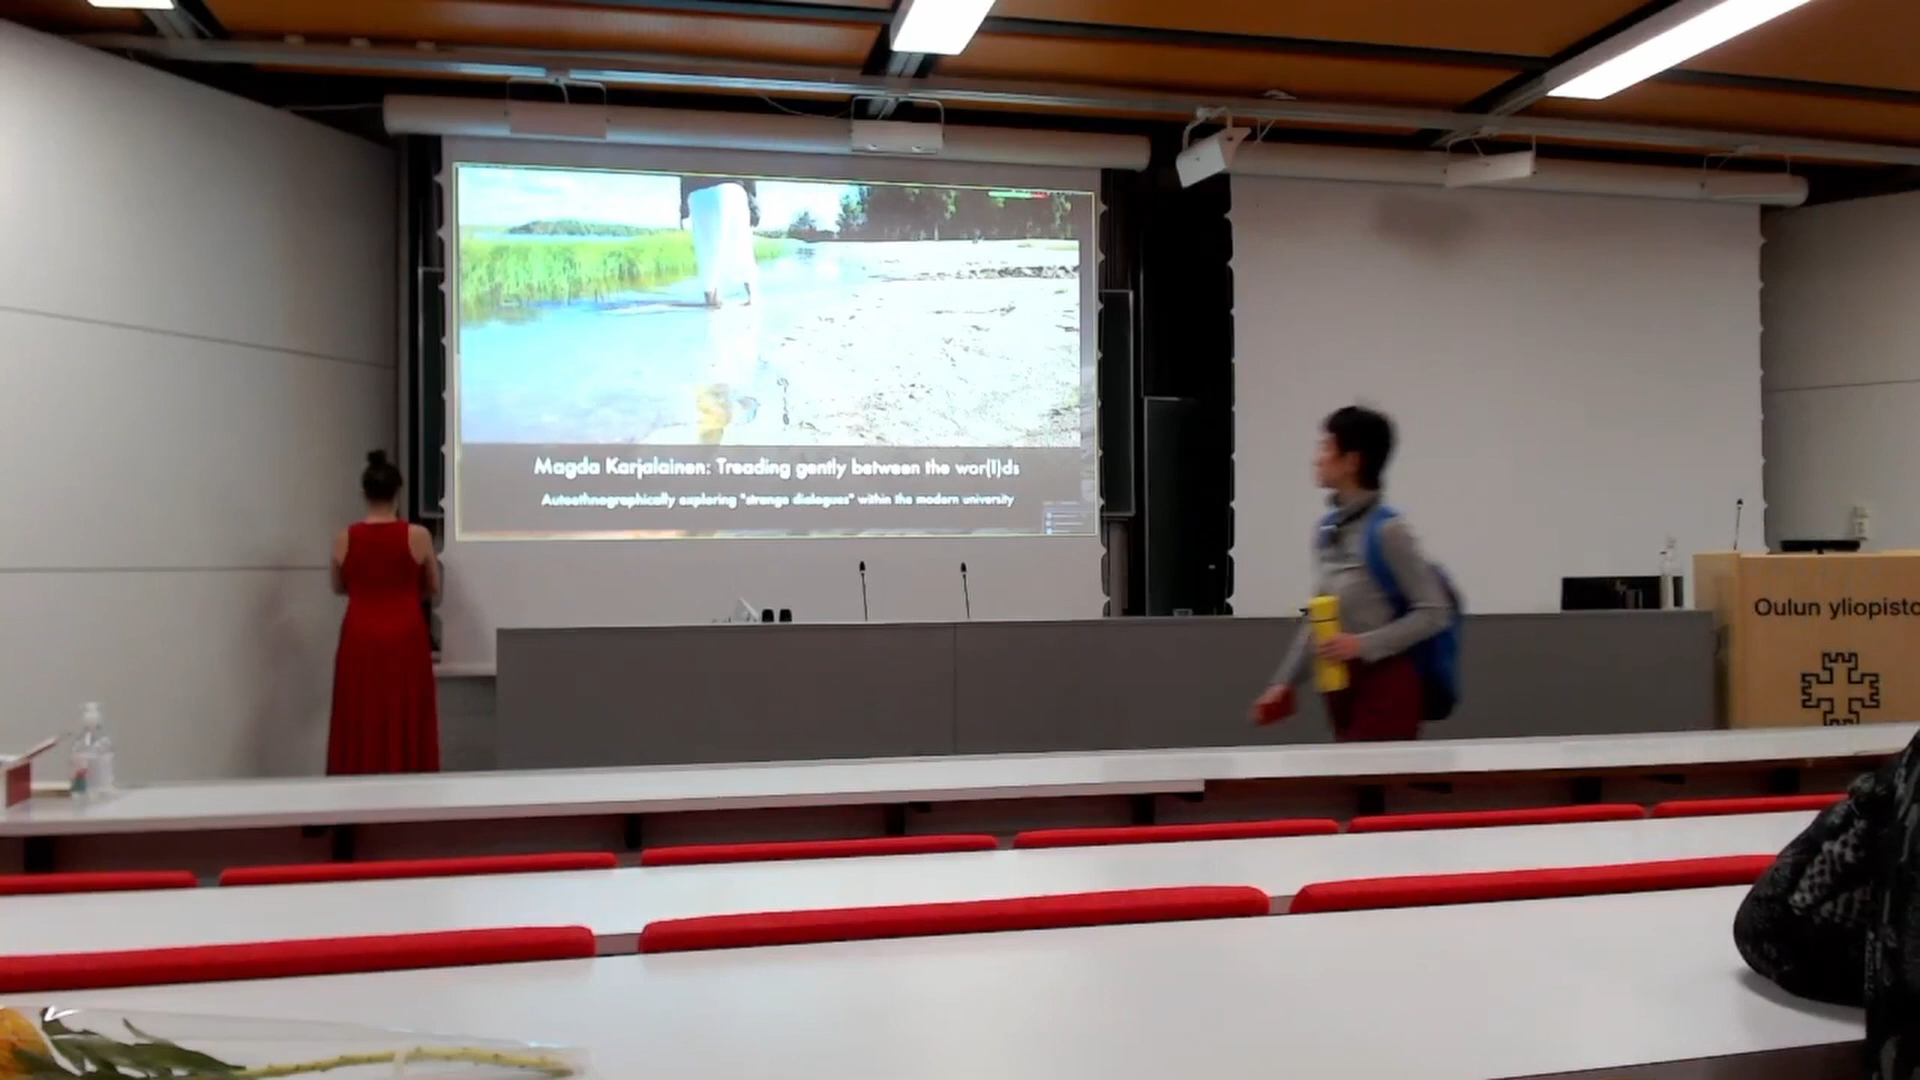 Magda Karjalainen: Treading gently between the wor(l)ds
Autoethnographically exploring "strange dialogues" within the modern university
Oulun yliopisto